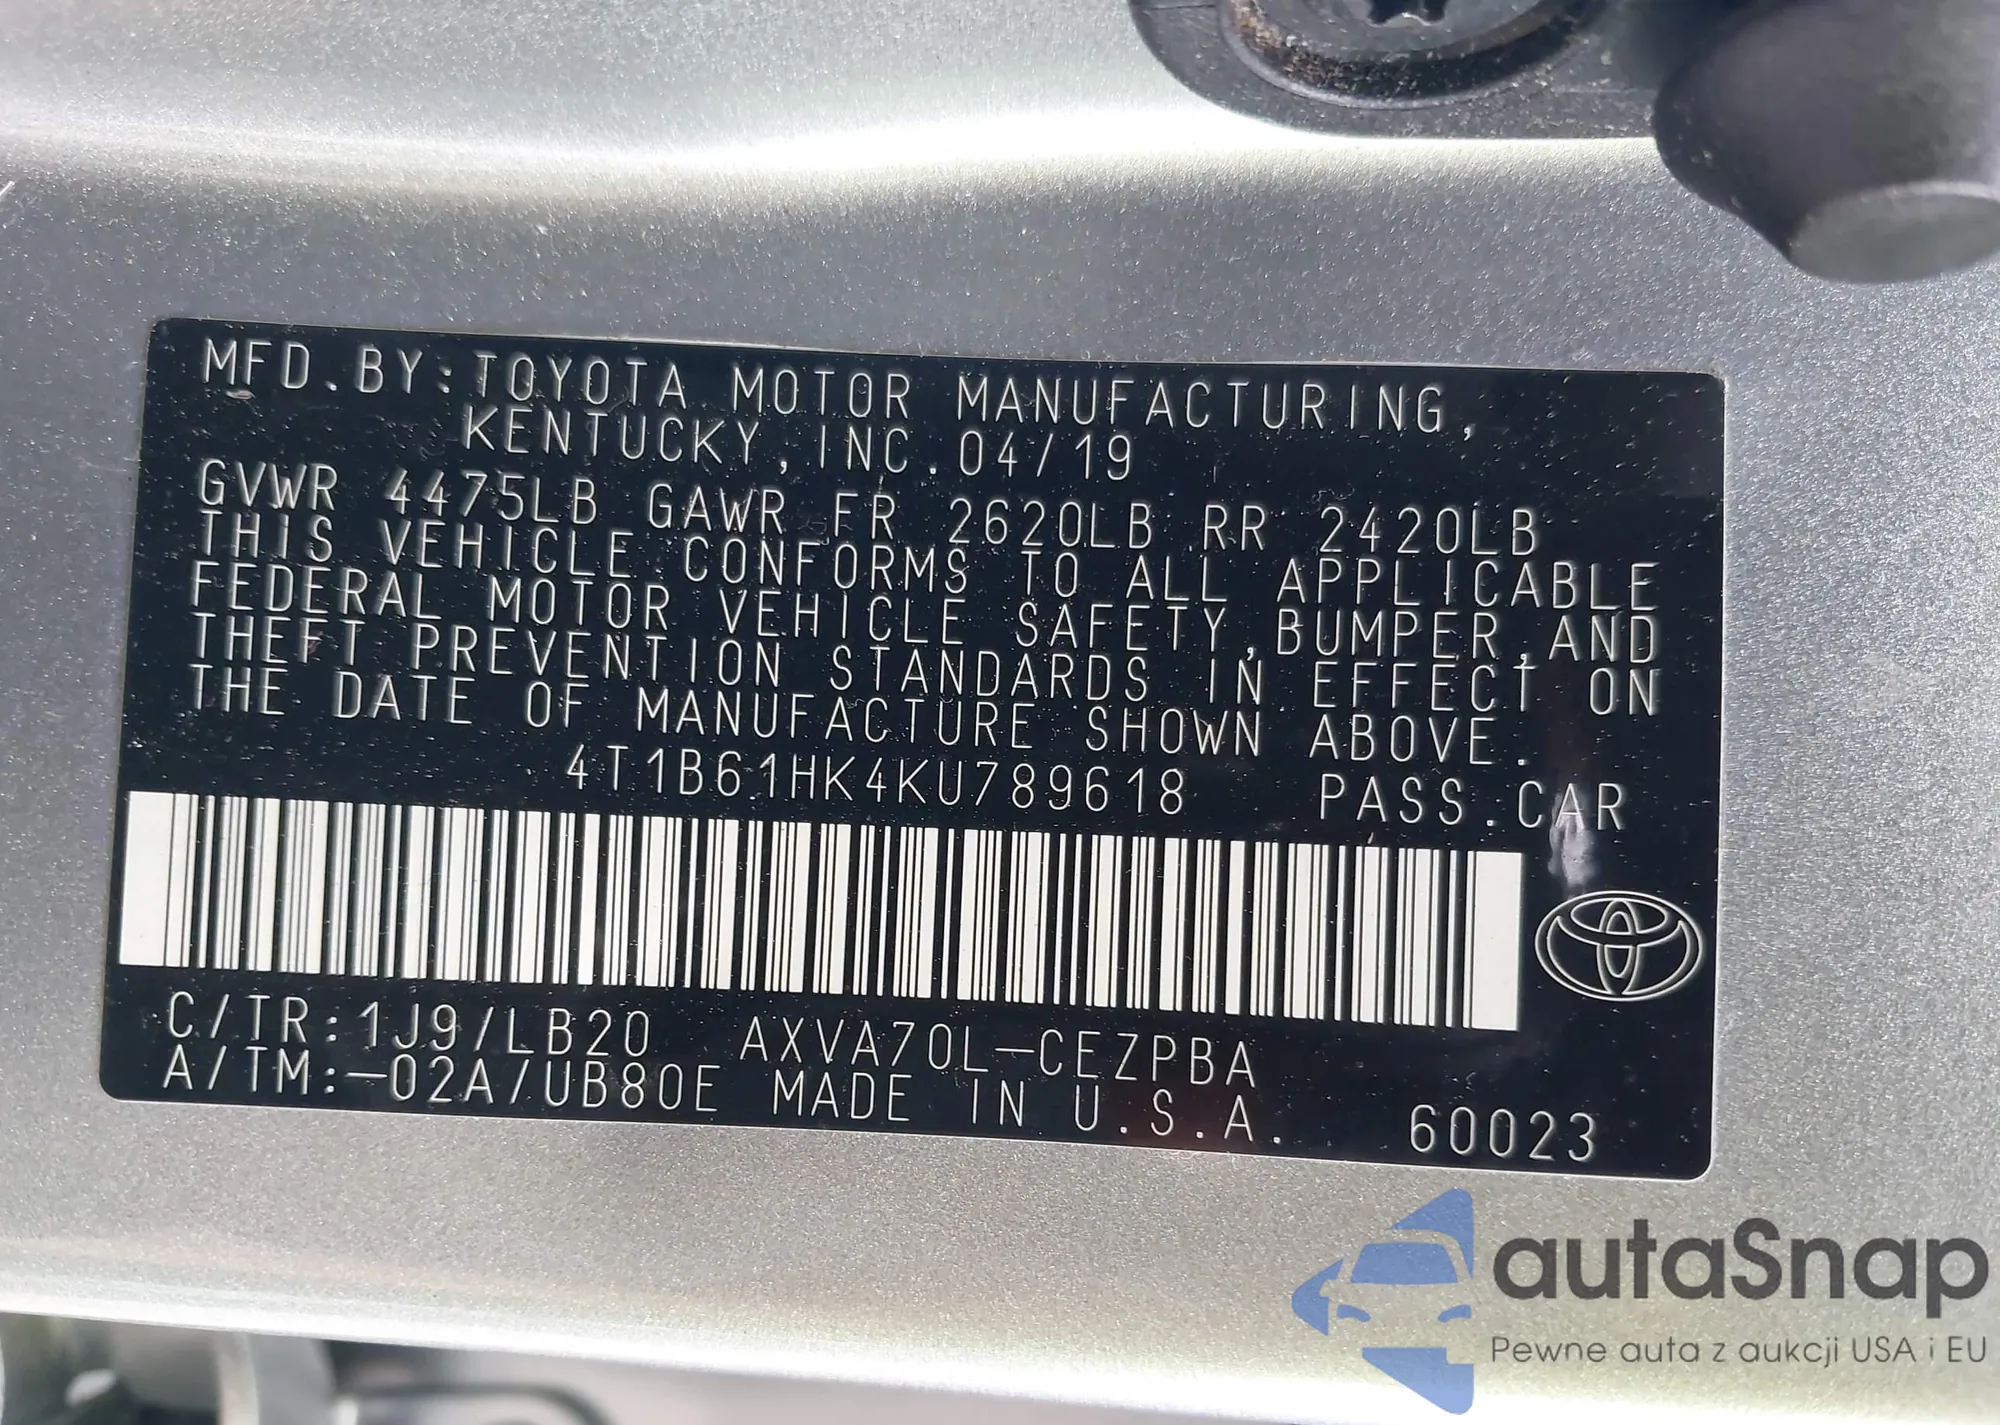 MFD.BY:TOYOTA MOTOR MANUFACTURING,
KENTUCKY,INC.04/19
GVWR 4475LB GAWR FR 2620LB RR 2420LB
THIS VEHICLE CONFORMS TO ALL APPLICABLE
FEDERAL MOTOR VEHICLE SAFETY,BUMPER,AND
THEFT PREVENTION STANDARDS IN EFFECT ON
THE DATE OF MANUFACTURE SHOWN ABOVE.
4T1B61HK4KU789618 PASS.CAR
C/TR:1J9/LB20 AXVA70L-CEZPBA
A/TM:-02A/UB80E MADE IN U.S.A. 60023
autaSnap
Pewne auta z aukcji USA i EU